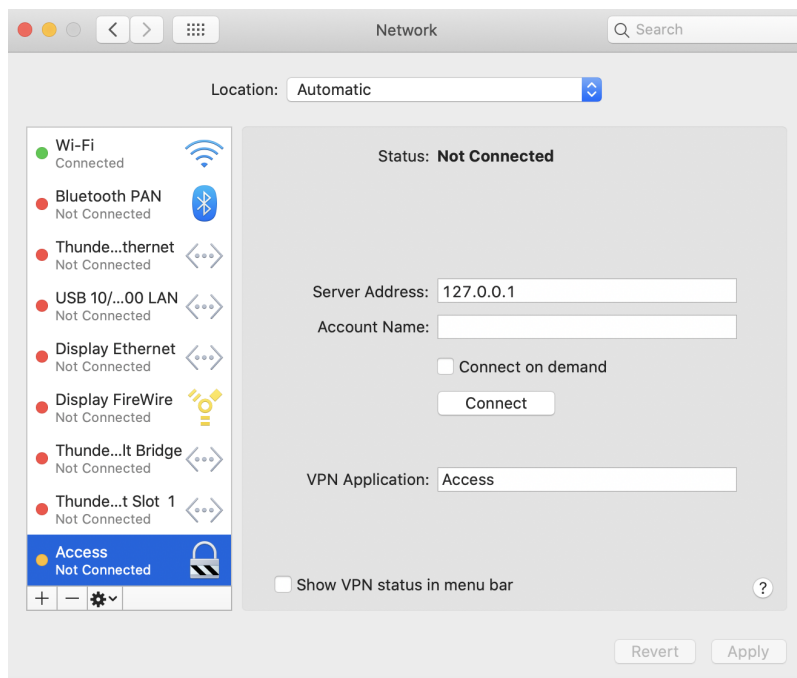 Network
Search
Location: Automatic
Wi-Fi
Connected
Bluetooth PAN
Not Connected
Thunde...thernet
Not Connected
USB 10/...00 LAN
Not Connected
Display Ethernet
Not Connected
Display FireWire
Not Connected
Thunde...lt Bridge
Not Connected
Thunde...t Slot 1
Not Connected
Access
Not Connected
Status: Not Connected
Server Address: 127.0.0.1
Account Name:
Connect on demand
Connect
VPN Application: Access
Show VPN status in menu bar
?
Revert Apply